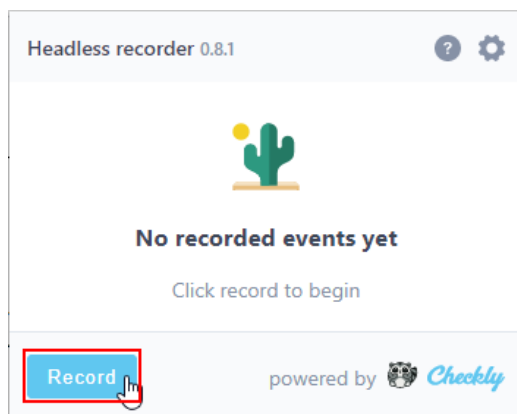 Headless recorder 0.8.1
?
No recorded events yet
Click record to begin
Record
powered by Checkly